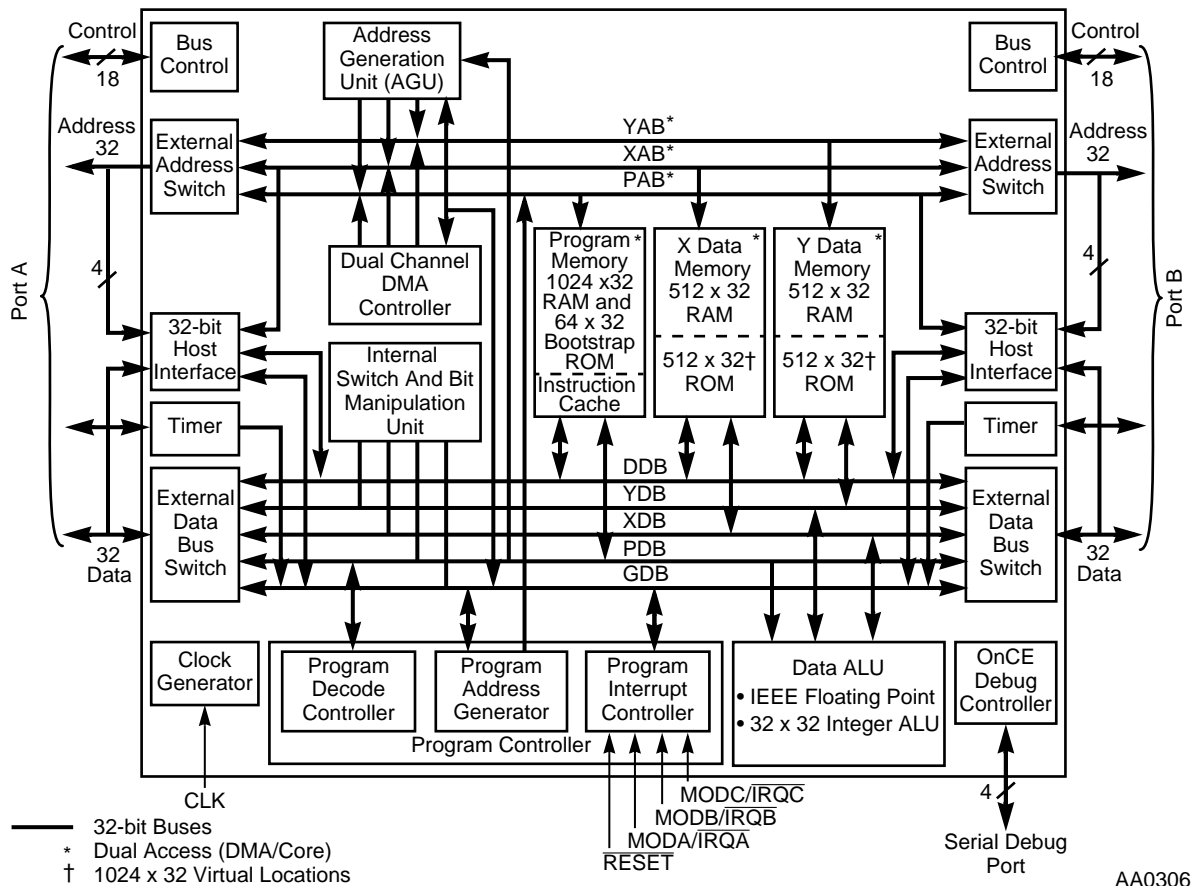 Control
18
Bus
Control
Address
Generation
Unit (AGU)
Bus
Control
Control
18
Address
32
External
Address
Switch
YAB*
XAB*
PAB*
External
Address
Switch
Address
32
Port A
4
Dual Channel
DMA
Controller
Program *
Memory
1024 x32
RAM and
64 x 32
Bootstrap
ROM
Instruction
Cache
X Data *
Memory
512 x 32
RAM
512 x 32†
ROM
Y Data *
Memory
512 x 32
RAM
512 x 32†
ROM
4
Port B
32-bit
Host
Interface
Internal
Switch And Bit
Manipulation
Unit
32-bit
Host
Interface
Timer
Timer
External
Data
Bus
Switch
DDB
YDB
XDB
PDB
GDB
External
Data
Bus
Switch
32
Data
32
Data
Clock
Generator
Program
Decode
Controller
Program
Address
Generator
Program
Interrupt
Controller
Program Controller
Data ALU
• IEEE Floating Point
• 32 x 32 Integer ALU
OnCE
Debug
Controller
CLK
MODC/IRQC
MODB/IRQB
MODA/IRQA
RESET
4
Serial Debug
Port
32-bit Buses
* Dual Access (DMA/Core)
† 1024 x 32 Virtual Locations
AA0306